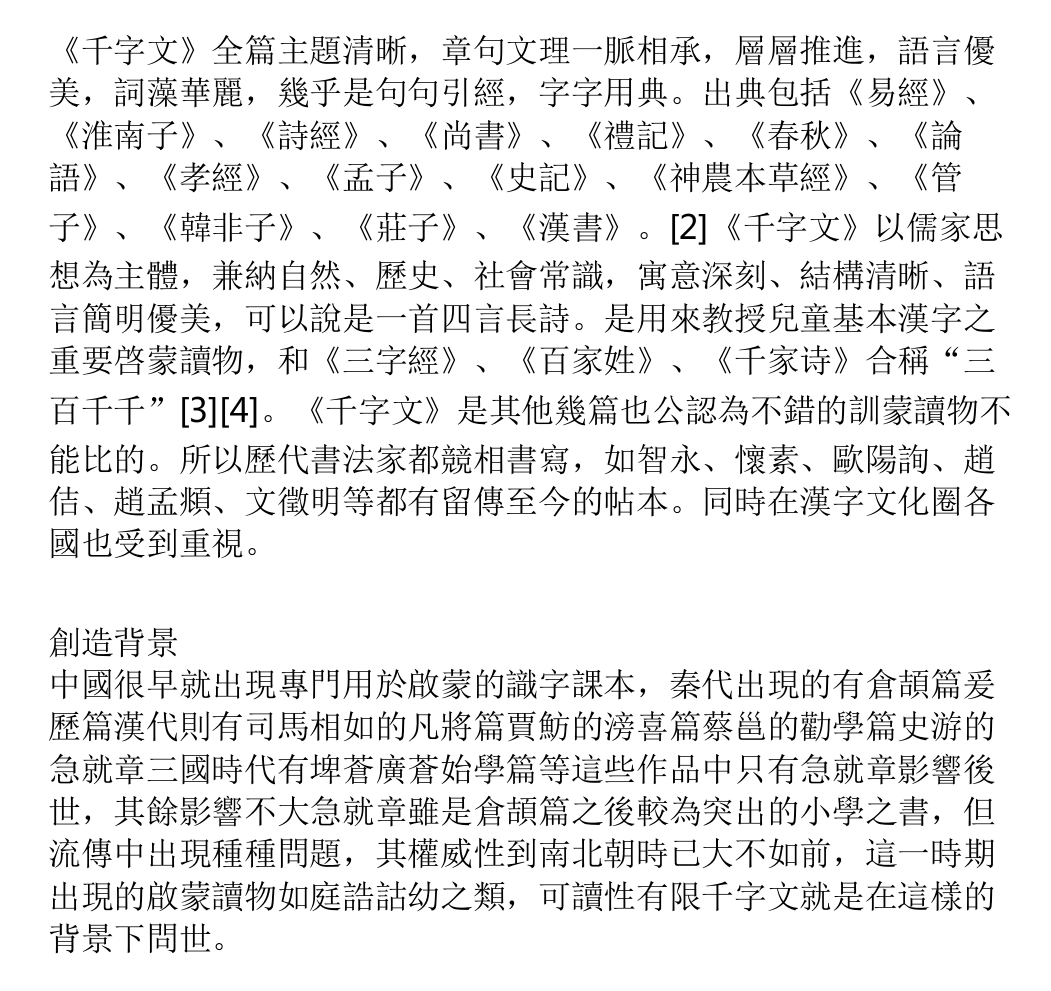 《千字文》全篇主題清晰，章句文理一脈相承，層層推進，語言優
美，詞藻華麗，幾乎是句句引經，字字用典。出典包括《易經》、
《淮南子》、《詩經》、《尚書》、《禮記》、《春秋》、《論
語》、《孝經》、《孟子》、《史記》、《神農本草經》、《管
子》、《韓非子》、《莊子》、《漢書》。[2]《千字文》以儒家思
想為主體，兼納自然、歷史、社會常識，寓意深刻、結構清晰、語
言簡明優美，可以說是一首四言長詩。是用來教授兒童基本漢字之
重要啓蒙讀物，和《三字經》、《百家姓》、《千家诗》合稱“三
百千千”[3][4]。《千字文》是其他幾篇也公認為不錯的訓蒙讀物不
能比的。所以歷代書法家都競相書寫，如智永、懷素、歐陽詢、趙
佶、趙孟頫、文徵明等都有留傳至今的帖本。同時在漢字文化圈各
國也受到重視。
創造背景
中國很早就出現專門用於啟蒙的識字課本，秦代出現的有倉頡篇爰
歷篇漢代則有司馬相如的凡將篇賈魴的滂喜篇蔡邕的勸學篇史游的
急就章三國時代有埤蒼廣蒼始學篇等這些作品中只有急就章影響後
世，其餘影響不大急就章雖是倉頡篇之後較為突出的小學之書，但
流傳中出現種種問題，其權威性到南北朝時已大不如前，這一時期
出現的啟蒙讀物如庭誥詁幼之類，可讀性有限千字文就是在這樣的
背景下問世。